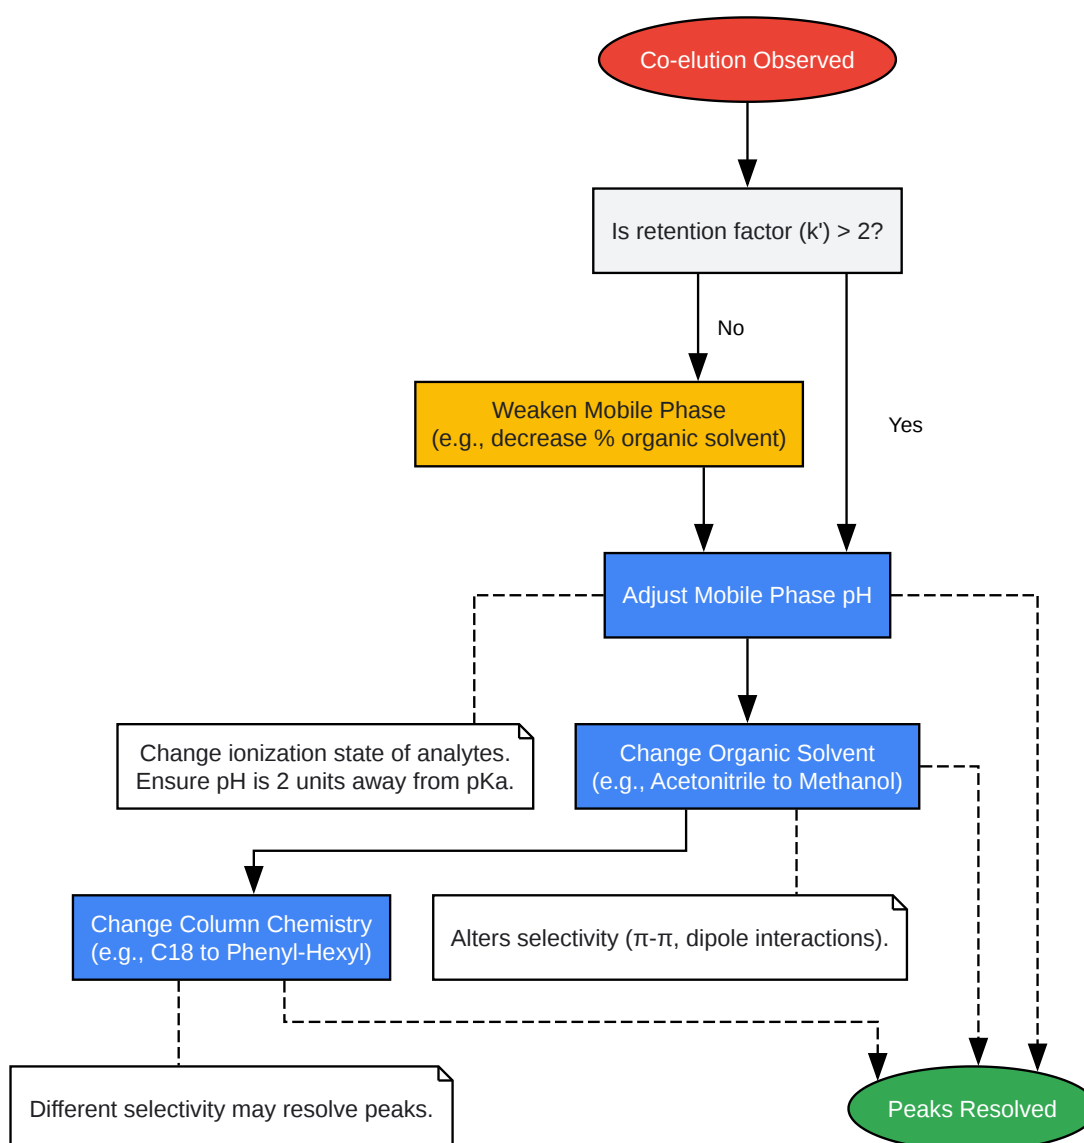 Co-elution Observed
Is retention factor (k') > 2?
No
Weaken Mobile Phase
(e.g., decrease % organic solvent)
Yes
Adjust Mobile Phase pH
Change ionization state of analytes.
Ensure pH is 2 units away from pKa.
Change Organic Solvent
(e.g., Acetonitrile to Methanol)
Change Column Chemistry
(e.g., C18 to Phenyl-Hexyl)
Alters selectivity (π-π, dipole interactions).
Different selectivity may resolve peaks.
Peaks Resolved